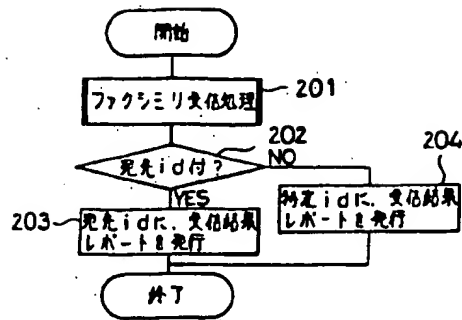 開始
ファクシミリ受信処理
201
202
宛先id付?
NO
204
YES
203
宛先idに、受信結果
レポートを発行
特定idに、受信結果
レポートを発行
終了